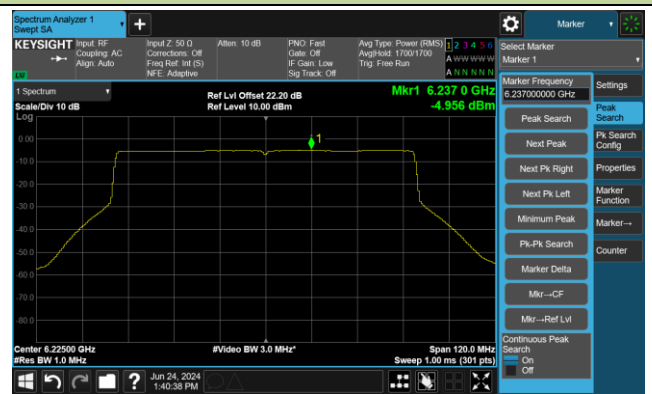 Spectrum Analyzer 1
Swept SA
+
Marker
KEYSIGHT
Input: RF
Coupling: AC
Align: Auto
Input Z: 50 Ω
Corrections: Off
Freq Ref: Int (S)
NFE: Adaptive
Atten: 10 dB
PNO: Fast
Gate: Off
IF Gain: Low
Sig Track: Off
Avg Type: Power (RMS)
Avg|Hold: 1700/1700
Trig: Free Run
1 2 3 4 5 6
A W W W W W
A N N N N N
LW
Select Marker
Marker 1
1 Spectrum
Scale/Div 10 dB
Log
Ref Lvl Offset 22.20 dB
Ref Level 10.00 dBm
Mkr1 6.237 0 GHz
-4.956 dBm
1
0.00
-10.0
-20.0
-30.0
-40.0
-50.0
-60.0
-70.0
-80.0
Center 6.22500 GHz
#Res BW 1.0 MHz
#Video BW 3.0 MHz*
Span 120.0 MHz
Sweep 1.00 ms (301 pts)
Marker Frequency
6.237000000 GHz
Peak Search
Next Peak
Next Pk Right
Next Pk Left
Minimum Peak
Pk-Pk Search
Marker Delta
Mkr→CF
Mkr→Ref Lvl
Continuous Peak
Search
On
Off
Settings
Peak
Search
Pk Search
Config
Properties
Marker
Function
Marker→
Counter
?
Jun 24, 2024
1:40:38 PM